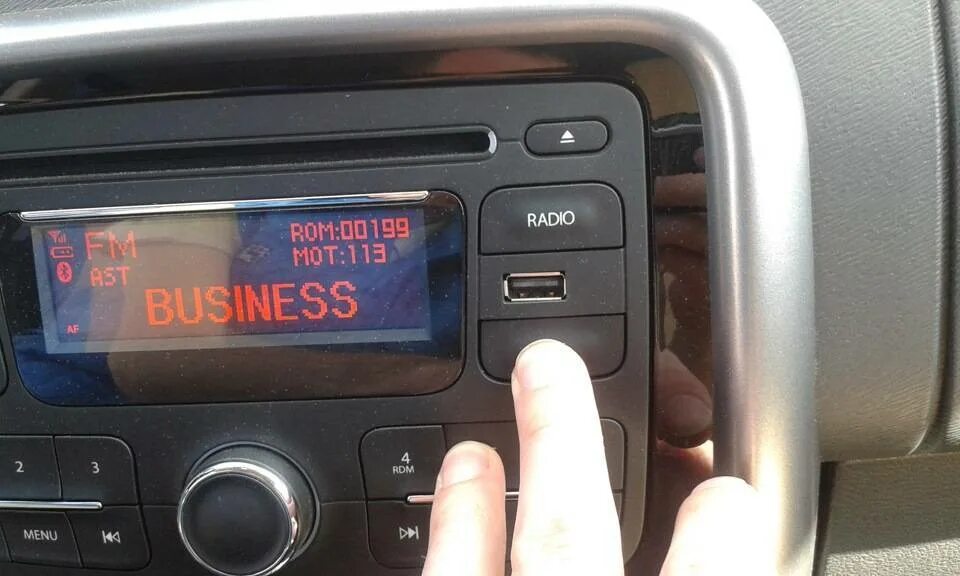 RADIO
FM ROM:00199
AST MOT:113
BUSINESS
AF
2 3 4
RDM
MENU